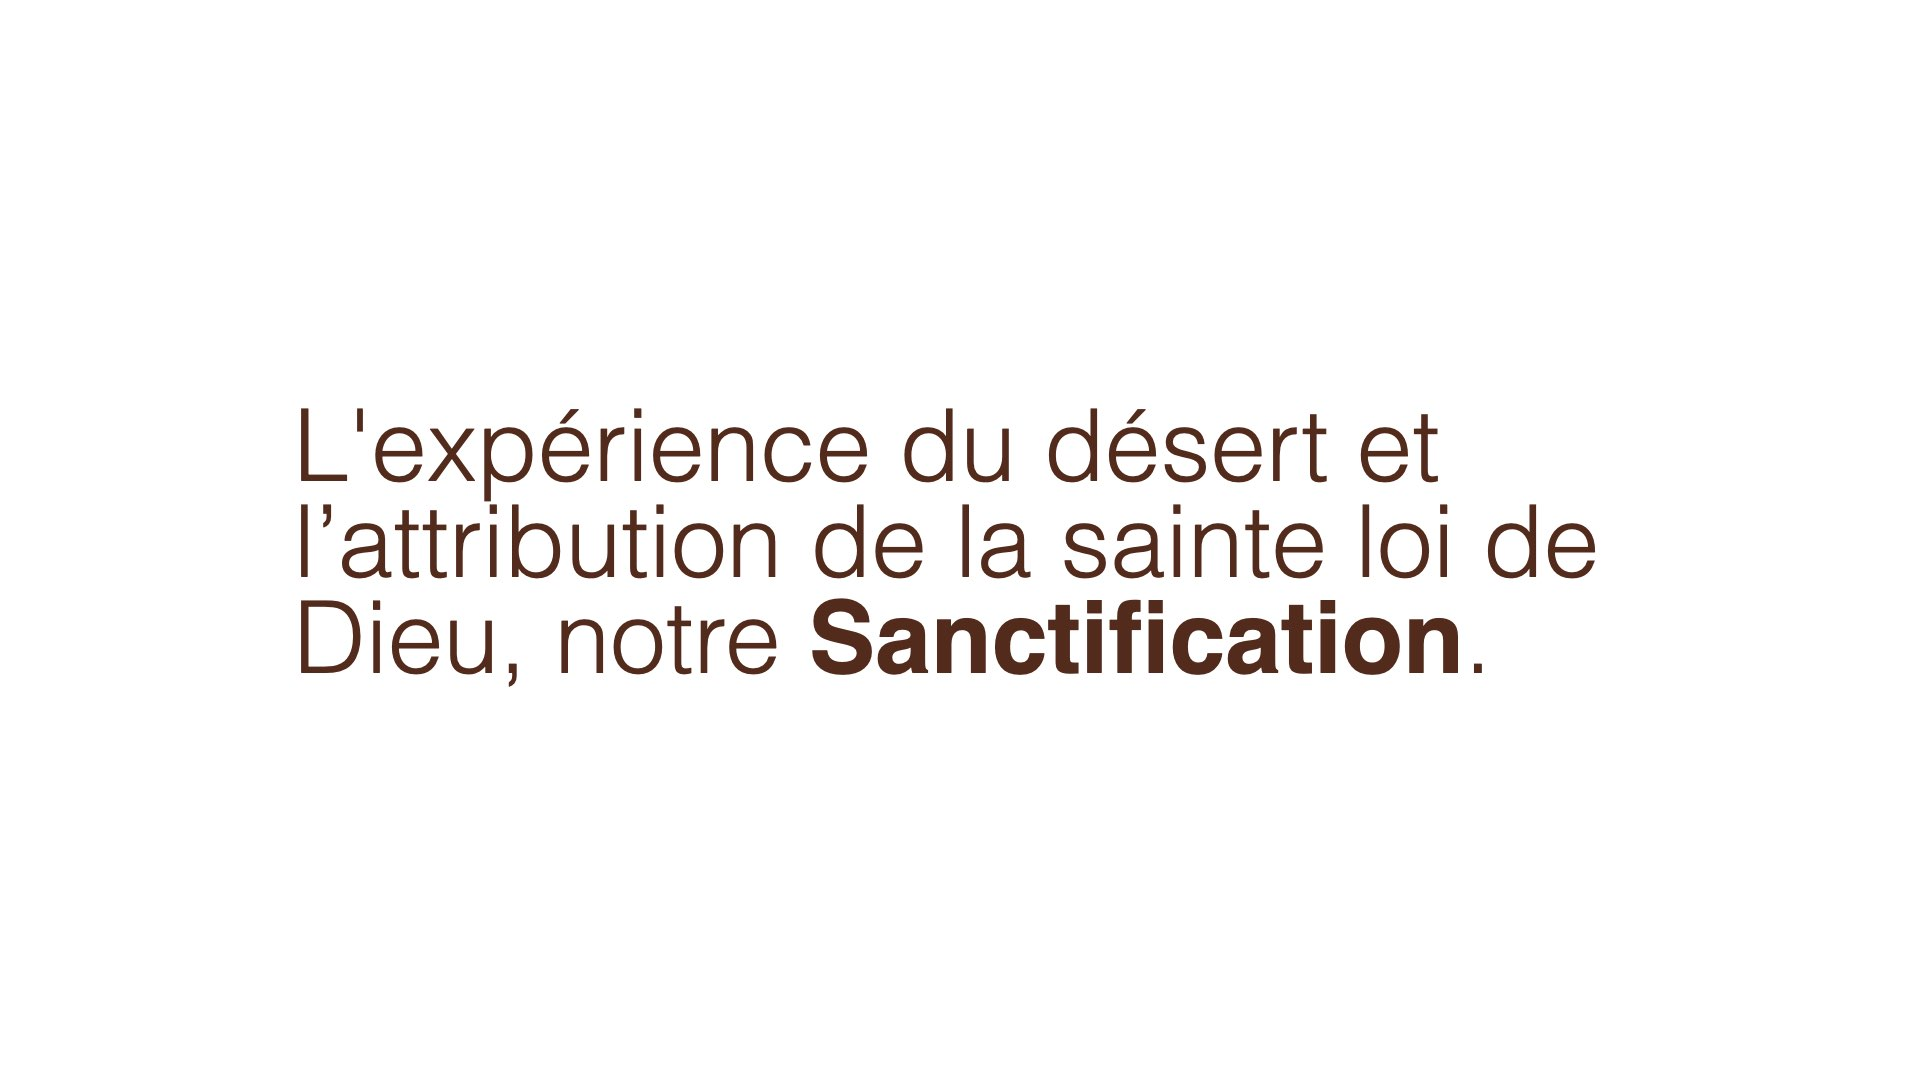 L'expérience du désert et
l’attribution de la sainte loi de
Dieu, notre Sanctification.